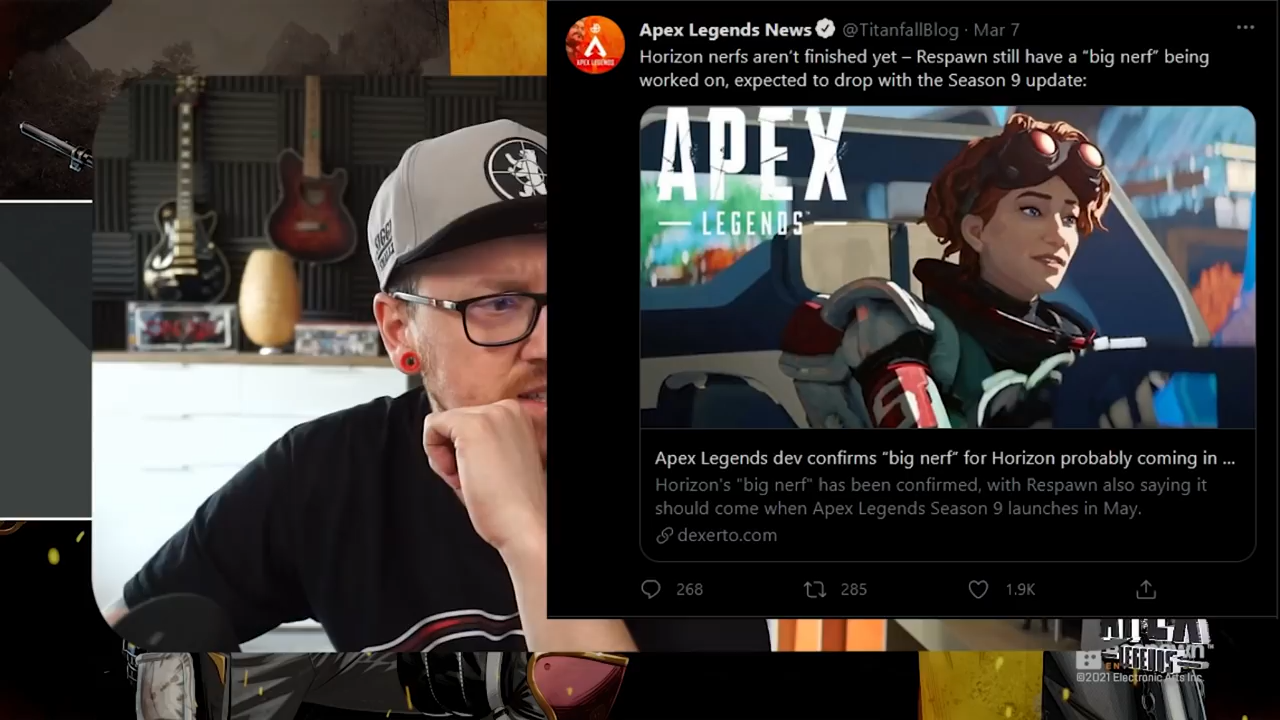 Apex Legends News @TitanfallBlog · Mar 7
Horizon nerfs aren't finished yet – Respawn still have a “big nerf” being
worked on, expected to drop with the Season 9 update:
APEX
LEGENDS
Apex Legends dev confirms “big nerf” for Horizon probably coming in ...
Horizon's "big nerf" has been confirmed, with Respawn also saying it
should come when Apex Legends Season 9 launches in May.
dexerto.com
268 285 1.9K
LEGENDS
©2021 Electronic Arts Inc.